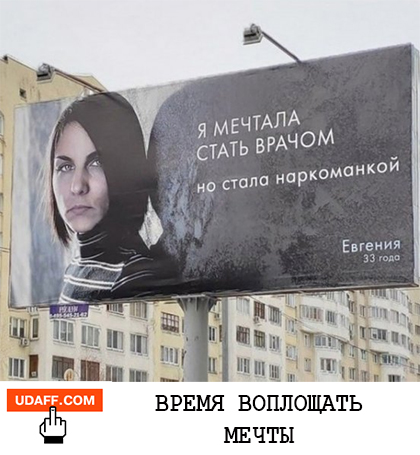 Я МЕЧТАЛА
СТАТЬ ВРАЧОМ
но стала наркоманкой
Евгения
33 года
UDAFF.COM
ВРЕМЯ ВОПЛОЩАТЬ
МЕЧТЫ